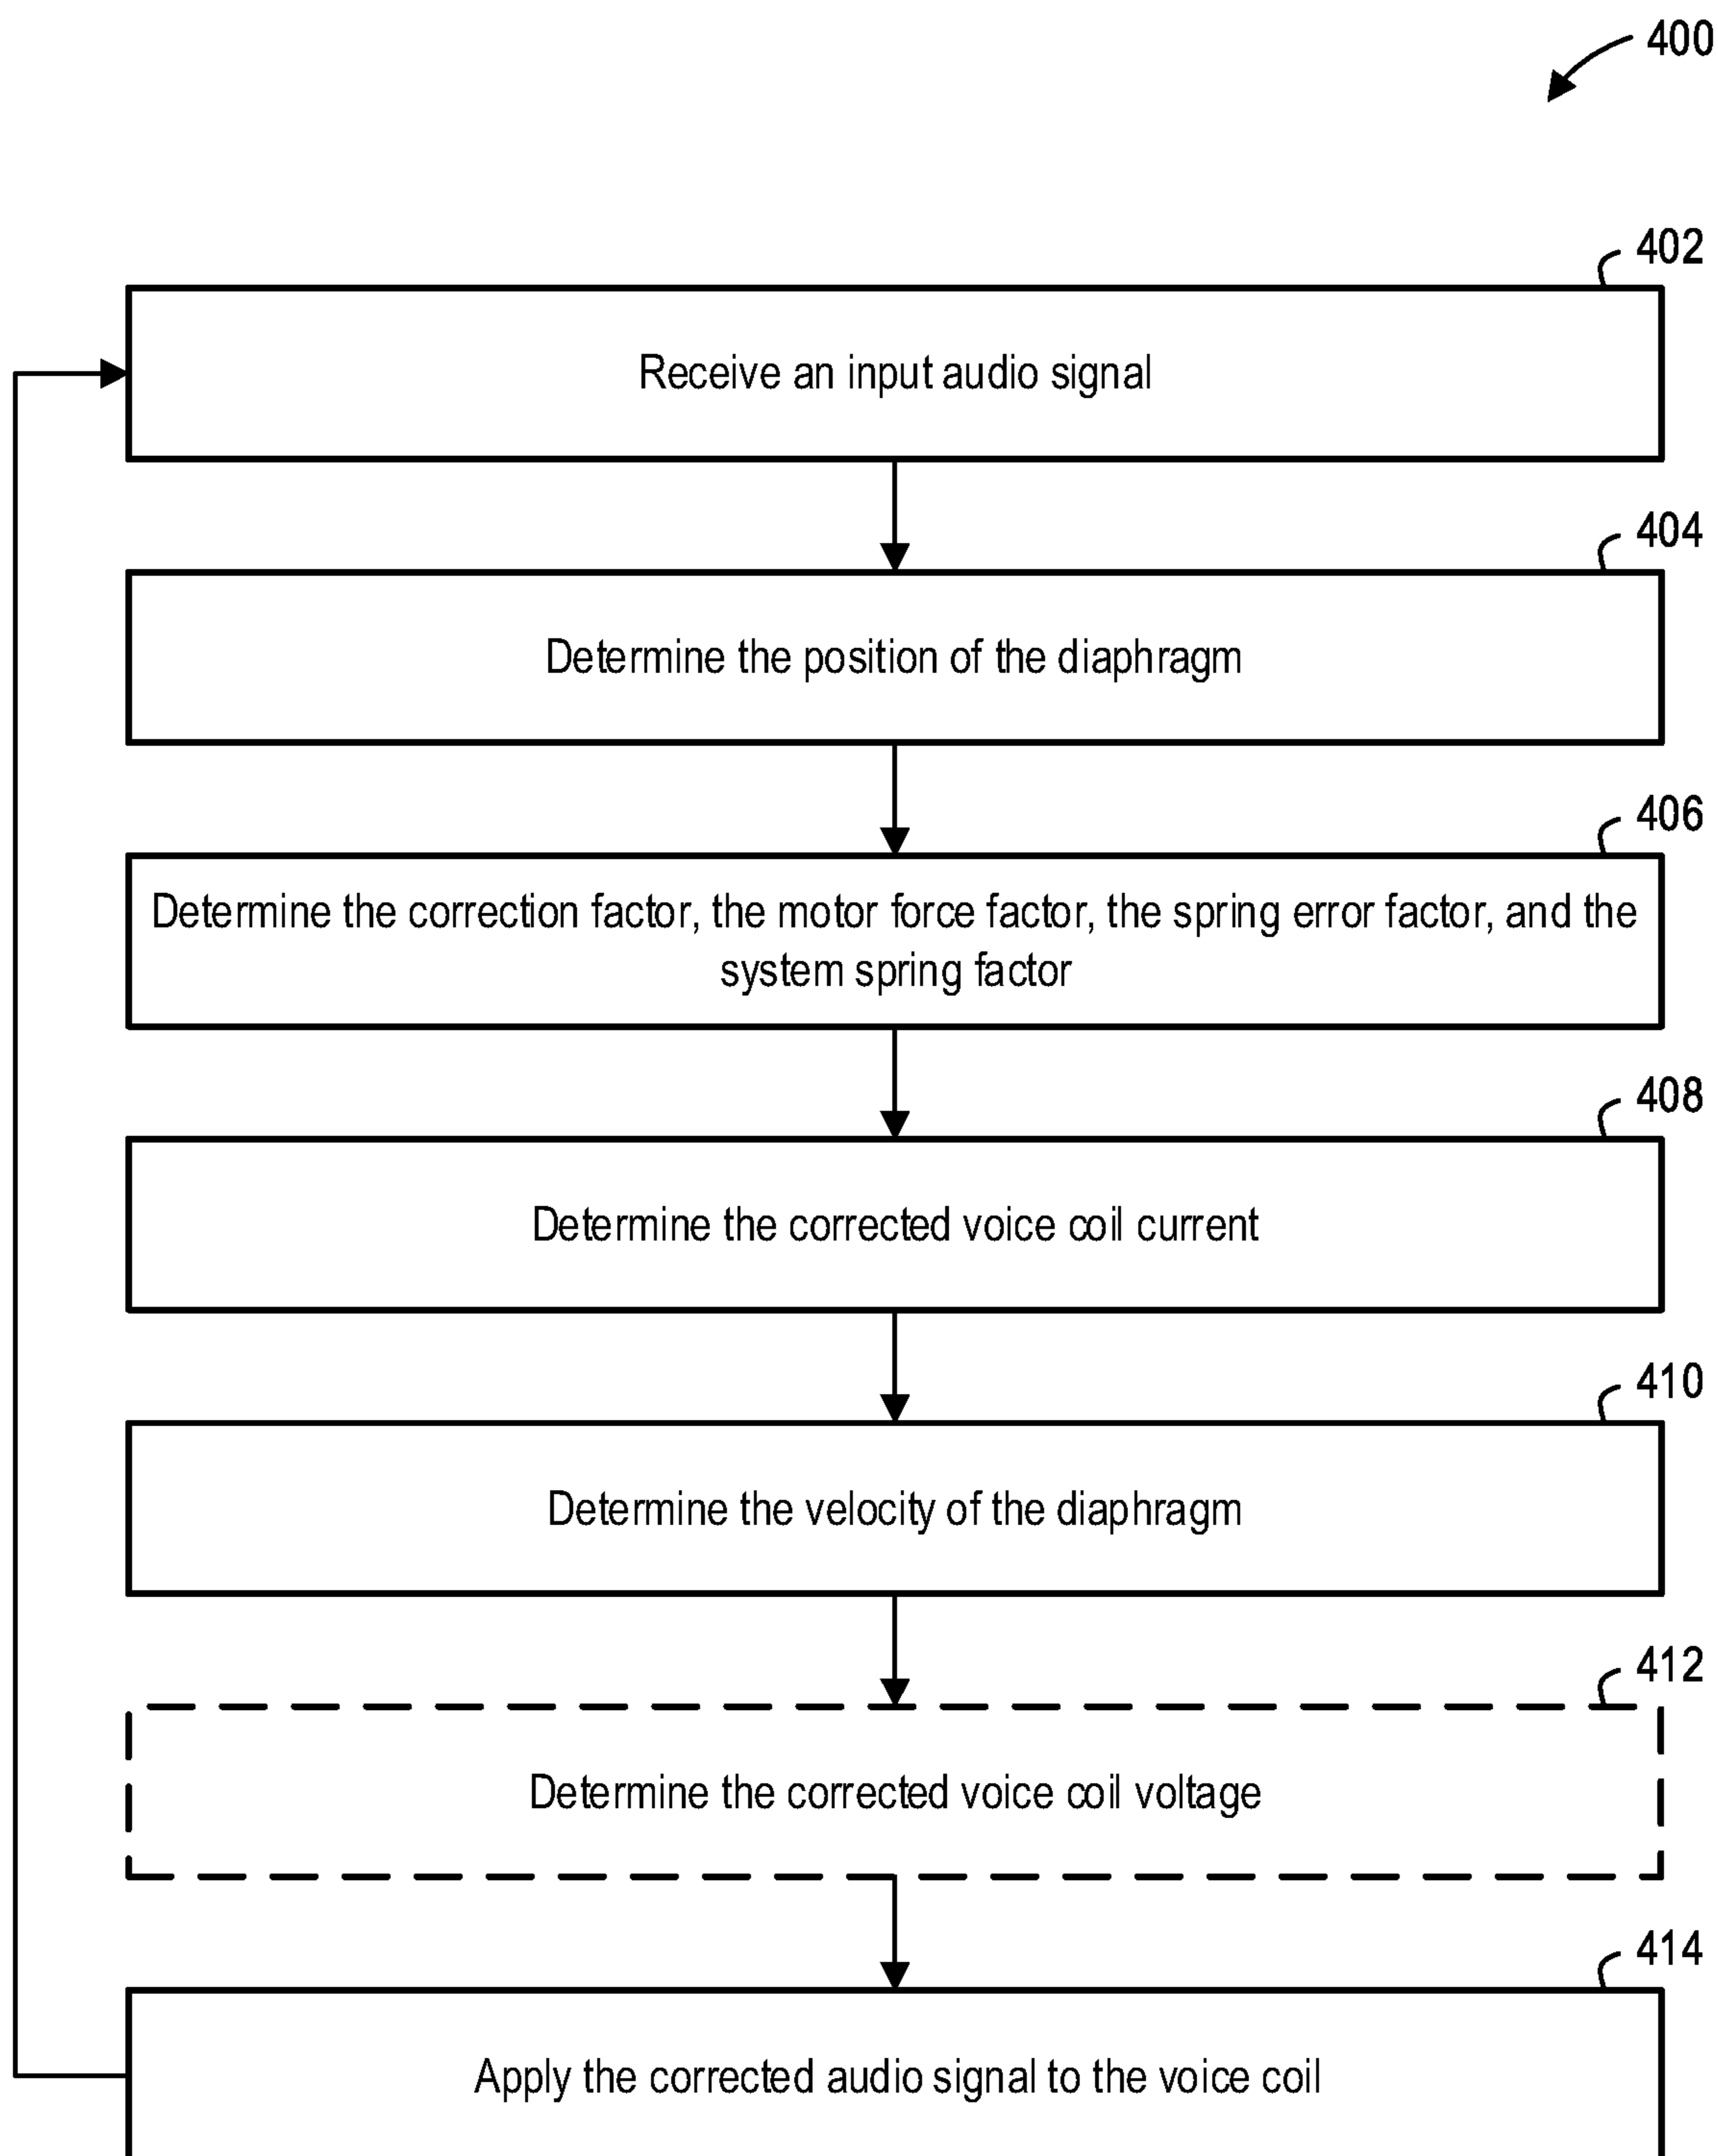 400
402
Receive an input audio signal
404
Determine the position of the diaphragm
406
Determine the correction factor, the motor force factor, the spring error factor, and the
system spring factor
408
Determine the corrected voice coil current
410
Determine the velocity of the diaphragm
412
Determine the corrected voice coil voltage
414
Apply the corrected audio signal to the voice coil